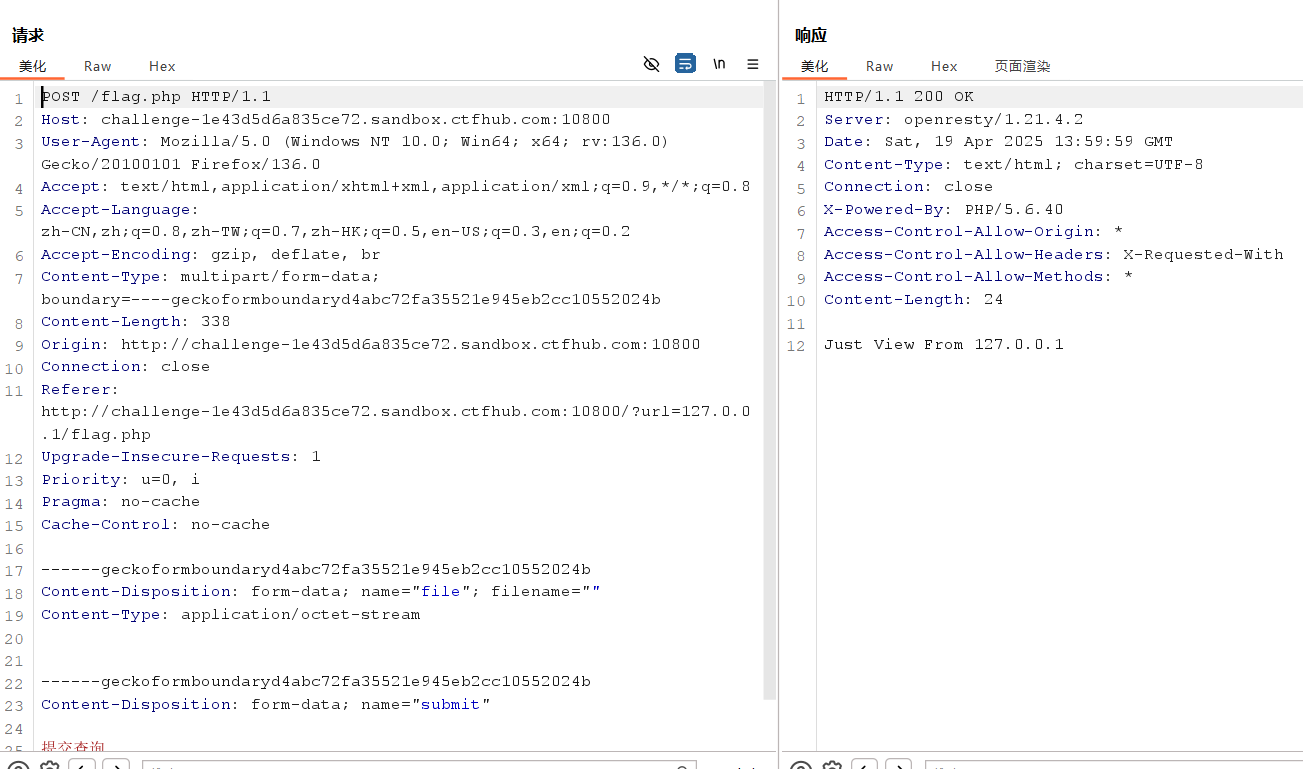 请求
美化 Raw Hex
\n
1 POST /flag.php HTTP/1.1
2 Host: challenge-1e43d5d6a835ce72.sandbox.ctfhub.com:10800
3 User-Agent: Mozilla/5.0 (Windows NT 10.0; Win64; x64; rv:136.0)
Gecko/20100101 Firefox/136.0
4 Accept: text/html,application/xhtml+xml,application/xml;q=0.9,*/*;q=0.8
5 Accept-Language:
zh-CN,zh;q=0.8,zh-TW;q=0.7,zh-HK;q=0.5,en-US;q=0.3,en;q=0.2
6 Accept-Encoding: gzip, deflate, br
7 Content-Type: multipart/form-data;
boundary=----geckoformboundaryd4abc72fa35521e945eb2cc10552024b
8 Content-Length: 338
9 Origin: http://challenge-1e43d5d6a835ce72.sandbox.ctfhub.com:10800
10 Connection: close
11 Referer:
http://challenge-1e43d5d6a835ce72.sandbox.ctfhub.com:10800/?url=127.0.0
.1/flag.php
12 Upgrade-Insecure-Requests: 1
13 Priority: u=0, i
14 Pragma: no-cache
15 Cache-Control: no-cache
16
17 ------geckoformboundaryd4abc72fa35521e945eb2cc10552024b
18 Content-Disposition: form-data; name="file"; filename=""
19 Content-Type: application/octet-stream
20
21
22 ------geckoformboundaryd4abc72fa35521e945eb2cc10552024b
23 Content-Disposition: form-data; name="submit"
24
25 提交查询
响应
美化 Raw Hex 页面渲染
1 HTTP/1.1 200 OK
2 Server: openresty/1.21.4.2
3 Date: Sat, 19 Apr 2025 13:59:59 GMT
4 Content-Type: text/html; charset=UTF-8
5 Connection: close
6 X-Powered-By: PHP/5.6.40
7 Access-Control-Allow-Origin: *
8 Access-Control-Allow-Headers: X-Requested-With
9 Access-Control-Allow-Methods: *
10 Content-Length: 24
11
12 Just View From 127.0.0.1